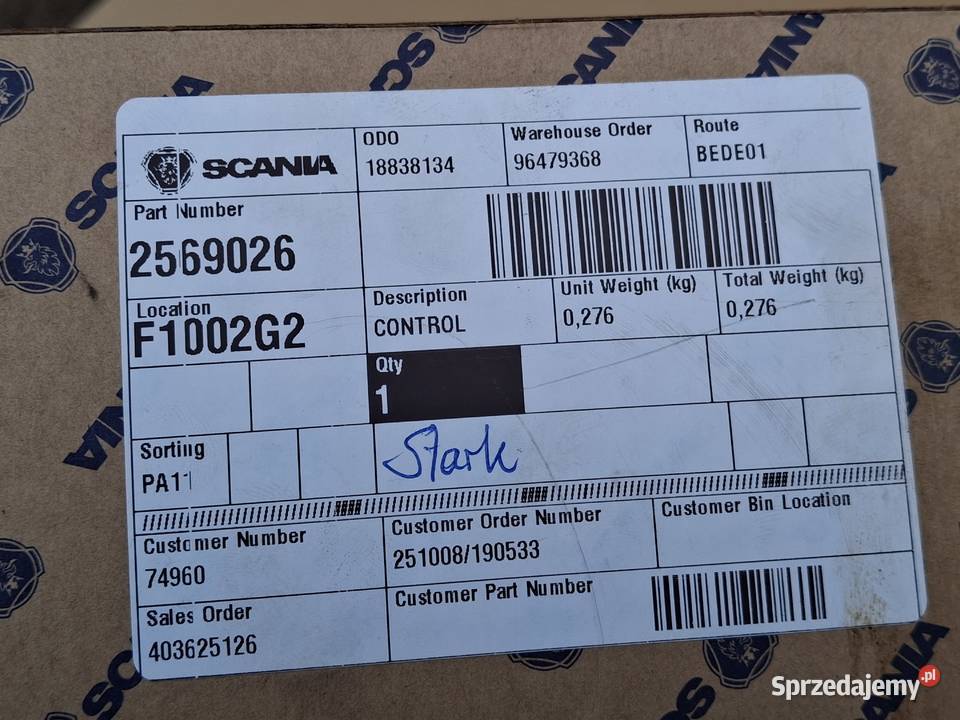 SCANIA
ODO
18838134
Warehouse Order
96479368
Route
BEDE01
Part Number
2569026
Location
F1002G2
Description
CONTROL
Unit Weight (kg)
0,276
Total Weight (kg)
0,276
Qty
1
Sorting
PA11
Stark
Customer Number
74960
Customer Order Number
251008/190533
Customer Bin Location
Sales Order
403625126
Customer Part Number
SCANIA
Sprzedajemy.pl